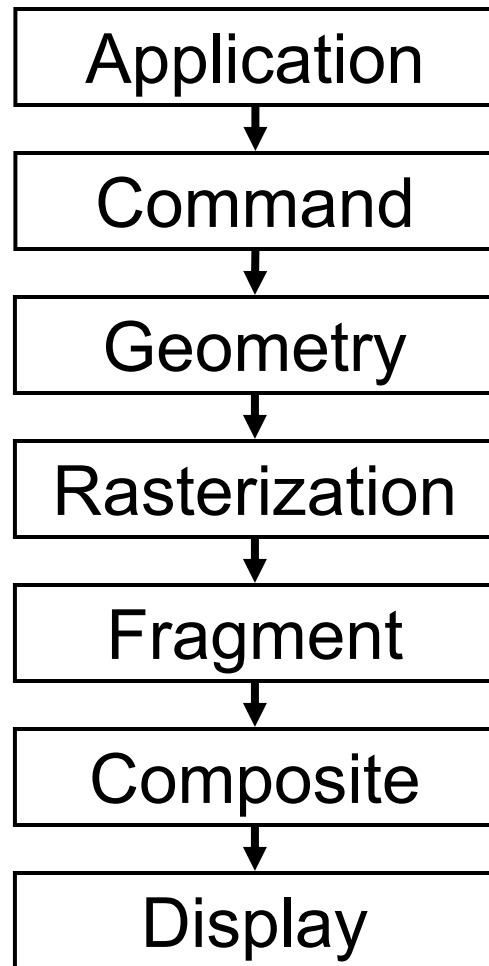 Application
Command
Geometry
Rasterization
Fragment
Composite
Display